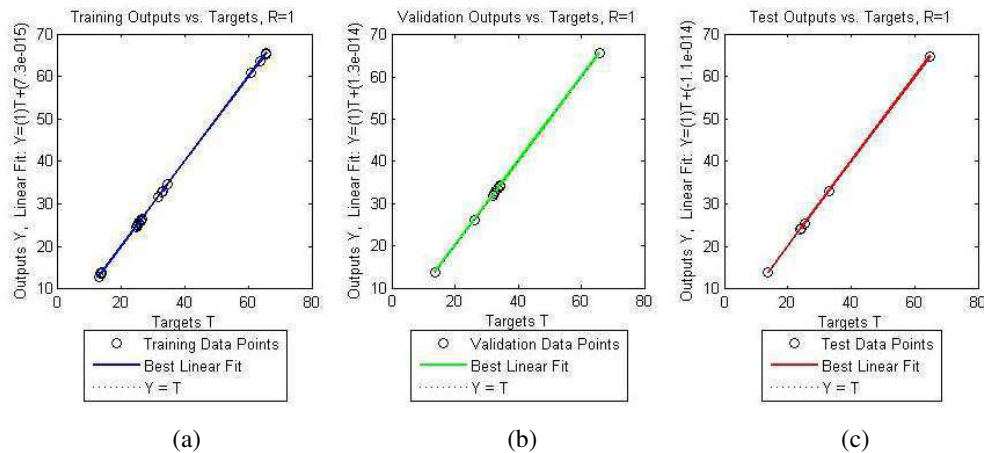 Training Outputs vs. Targets, R=1
Outputs Y, Linear Fit: Y=(1)T+(7.3e-015)
70
60
50
40
30
20
10
0
20
40
60
80
Targets T
Training Data Points
Best Linear Fit
Y = T
(a)
Validation Outputs vs. Targets, R=1
Outputs Y, Linear Fit: Y=(1)T+(1.3e-014)
70
60
50
40
30
20
10
0
20
40
60
80
Targets T
Validation Data Points
Best Linear Fit
Y = T
(b)
Test Outputs vs. Targets, R=1
Outputs Y, Linear Fit: Y=(1)T+(-1.1e-014)
70
60
50
40
30
20
10
0
20
40
60
80
Targets T
Test Data Points
Best Linear Fit
Y = T
(c)